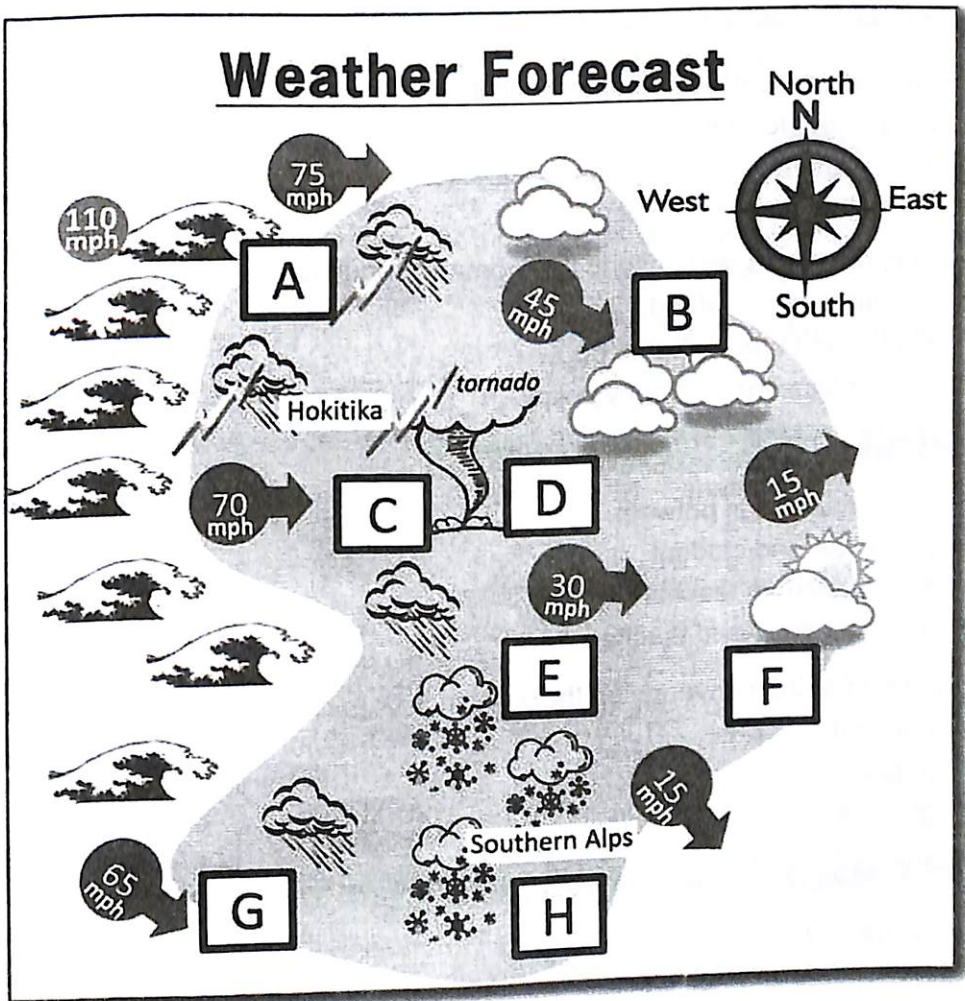 Weather Forecast
North
N
West
East
South
75
mph
110
mph
A
45
mph
B
Hokitika
tornado
70
mph
C
D
15
mph
30
mph
E
F
15
mph
Southern Alps
65
mph
G
H